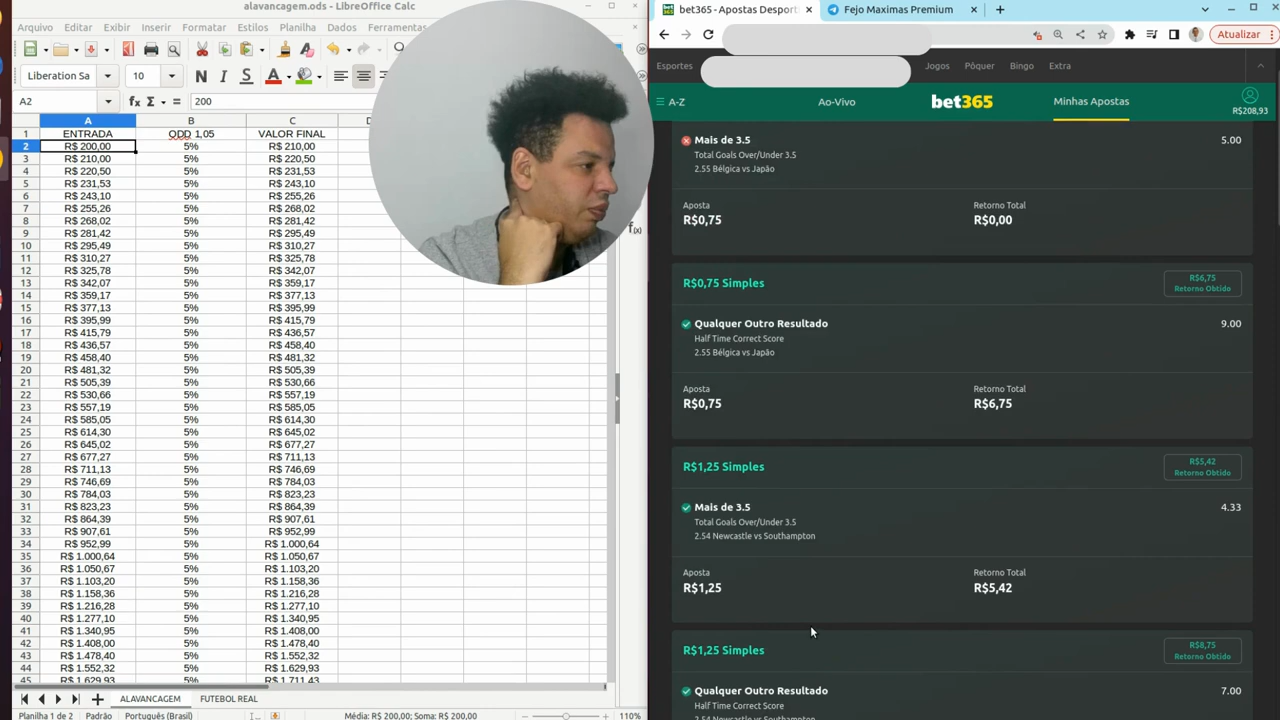 alavancagem.ods - LibreOffice Calc
Arquivo Editar Exibir Inserir Formatar Estilos Planilha Dados Ferramentas
Liberation Sa 10 N I S A
A2 fx Σ = 200
A B C D
1 ENTRADA ODD 1,05 VALOR FINAL
2 R$ 200,00 5% R$ 210,00
3 R$ 210,00 5% R$ 220,50
4 R$ 220,50 5% R$ 231,53
5 R$ 231,53 5% R$ 243,10
6 R$ 243,10 5% R$ 255,26
7 R$ 255,26 5% R$ 268,02
8 R$ 268,02 5% R$ 281,42
9 R$ 281,42 5% R$ 295,49
10 R$ 295,49 5% R$ 310,27
11 R$ 310,27 5% R$ 325,78
12 R$ 325,78 5% R$ 342,07
13 R$ 342,07 5% R$ 359,17
14 R$ 359,17 5% R$ 377,13
15 R$ 377,13 5% R$ 395,99
16 R$ 395,99 5% R$ 415,79
17 R$ 415,79 5% R$ 436,57
18 R$ 436,57 5% R$ 458,40
19 R$ 458,40 5% R$ 481,32
20 R$ 481,32 5% R$ 505,39
21 R$ 505,39 5% R$ 530,66
22 R$ 530,66 5% R$ 557,19
23 R$ 557,19 5% R$ 585,05
24 R$ 585,05 5% R$ 614,30
25 R$ 614,30 5% R$ 645,02
26 R$ 645,02 5% R$ 677,27
27 R$ 677,27 5% R$ 711,13
28 R$ 711,13 5% R$ 746,69
29 R$ 746,69 5% R$ 784,03
30 R$ 784,03 5% R$ 823,23
31 R$ 823,23 5% R$ 864,39
32 R$ 864,39 5% R$ 907,61
33 R$ 907,61 5% R$ 952,99
34 R$ 952,99 5% R$ 1.000,64
35 R$ 1.000,64 5% R$ 1.050,67
36 R$ 1.050,67 5% R$ 1.103,20
37 R$ 1.103,20 5% R$ 1.158,36
38 R$ 1.158,36 5% R$ 1.216,28
39 R$ 1.216,28 5% R$ 1.277,10
40 R$ 1.277,10 5% R$ 1.340,95
41 R$ 1.340,95 5% R$ 1.408,00
42 R$ 1.408,00 5% R$ 1.478,40
43 R$ 1.478,40 5% R$ 1.552,32
44 R$ 1.552,32 5% R$ 1.629,93
45 R$ 1.629,93 5% R$ 1.711,43
ALAVANCAGEM FUTEBOL REAL
Planilha 1 de 2 Padrão Português (Brasil) Média: R$ 200,00; Soma: R$ 200,00 110%
f(x)
bet365 - Apostas Desport
Fejo Maximas Premium
Atualizar
Esportes Jogos Pôquer Bingo Extra
A-Z Ao-Vivo bet365 Minhas Apostas R$208,93
Mais de 3.5 5.00
Total Goals Over/Under 3.5
2.55 Bélgica vs Japão
Aposta Retorno Total
R$0,75 R$0,00
R$0,75 Simples R$6,75
Retorno Obtido
Qualquer Outro Resultado 9.00
Half Time Correct Score
2.55 Bélgica vs Japão
Aposta Retorno Total
R$0,75 R$6,75
R$1,25 Simples R$5,42
Retorno Obtido
Mais de 3.5 4.33
Total Goals Over/Under 3.5
2.54 Newcastle vs Southampton
Aposta Retorno Total
R$1,25 R$5,42
R$1,25 Simples R$8,75
Retorno Obtido
Qualquer Outro Resultado 7.00
Half Time Correct Score
2.54 Newcastle vs Southampton